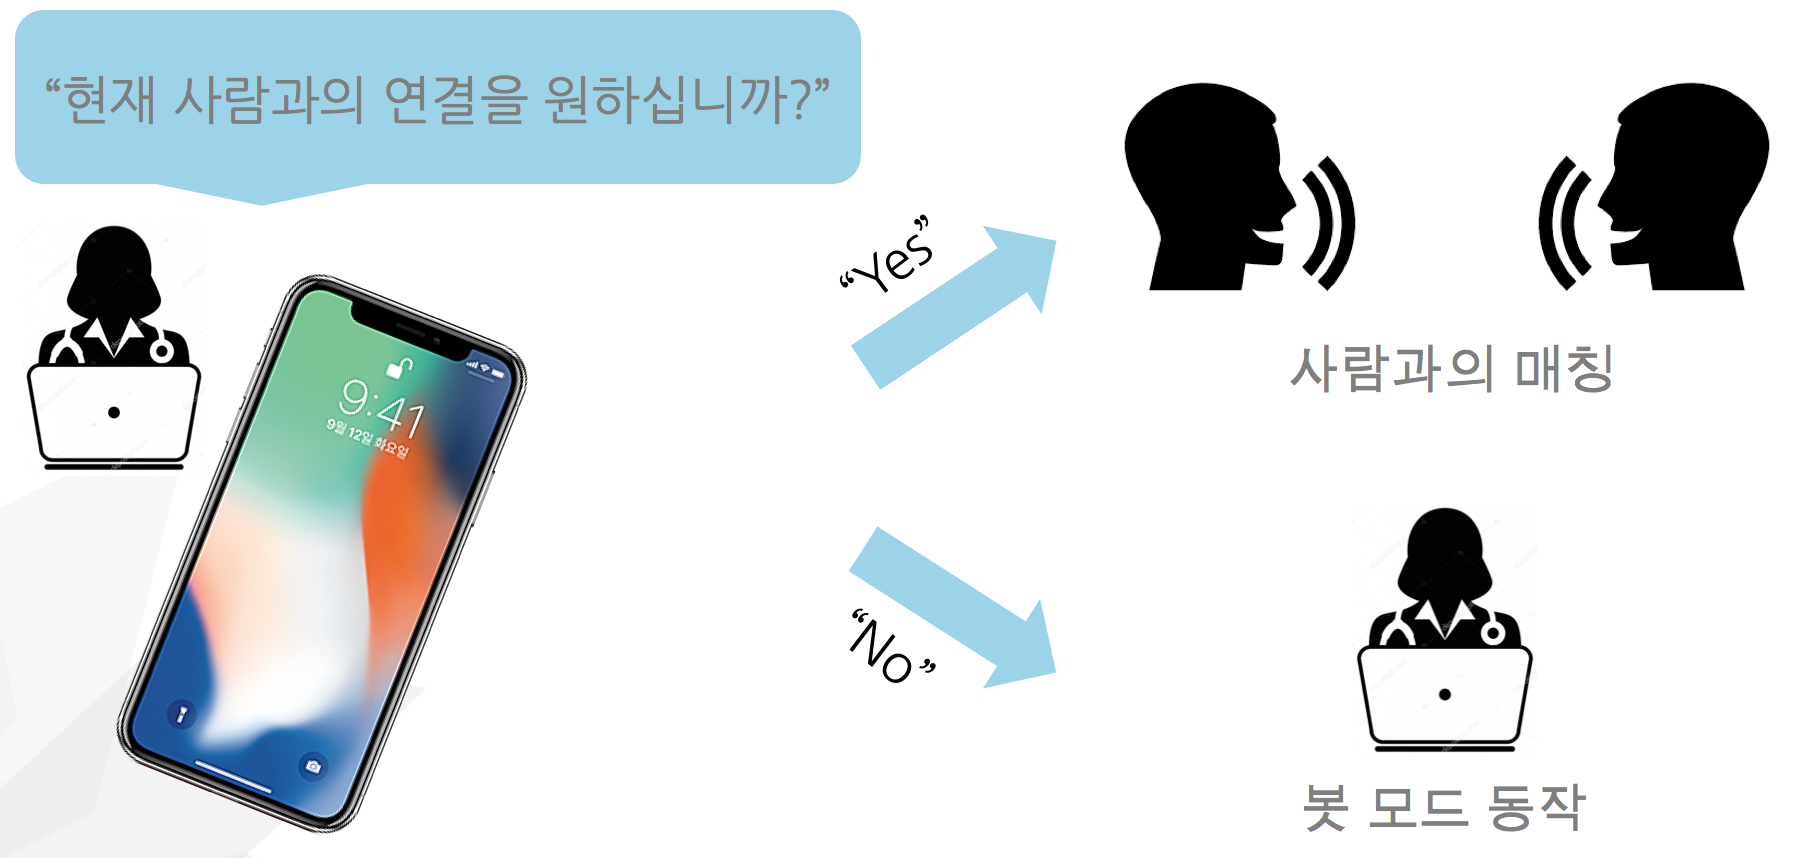 “현재 사람과의 연결을 원하십니까?”
9:41
9월 12일 화요일
“Yes”
사람과의 매칭
“No”
봇 모드 동작